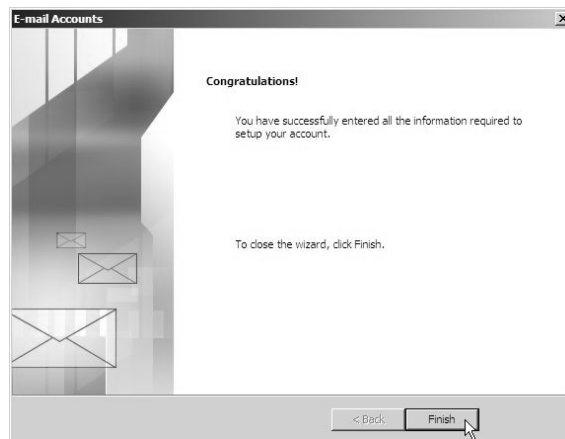 E-mail Accounts
Congratulations!
You have successfully entered all the information required to
setup your account.
To close the wizard, click Finish.
< Back
Finish